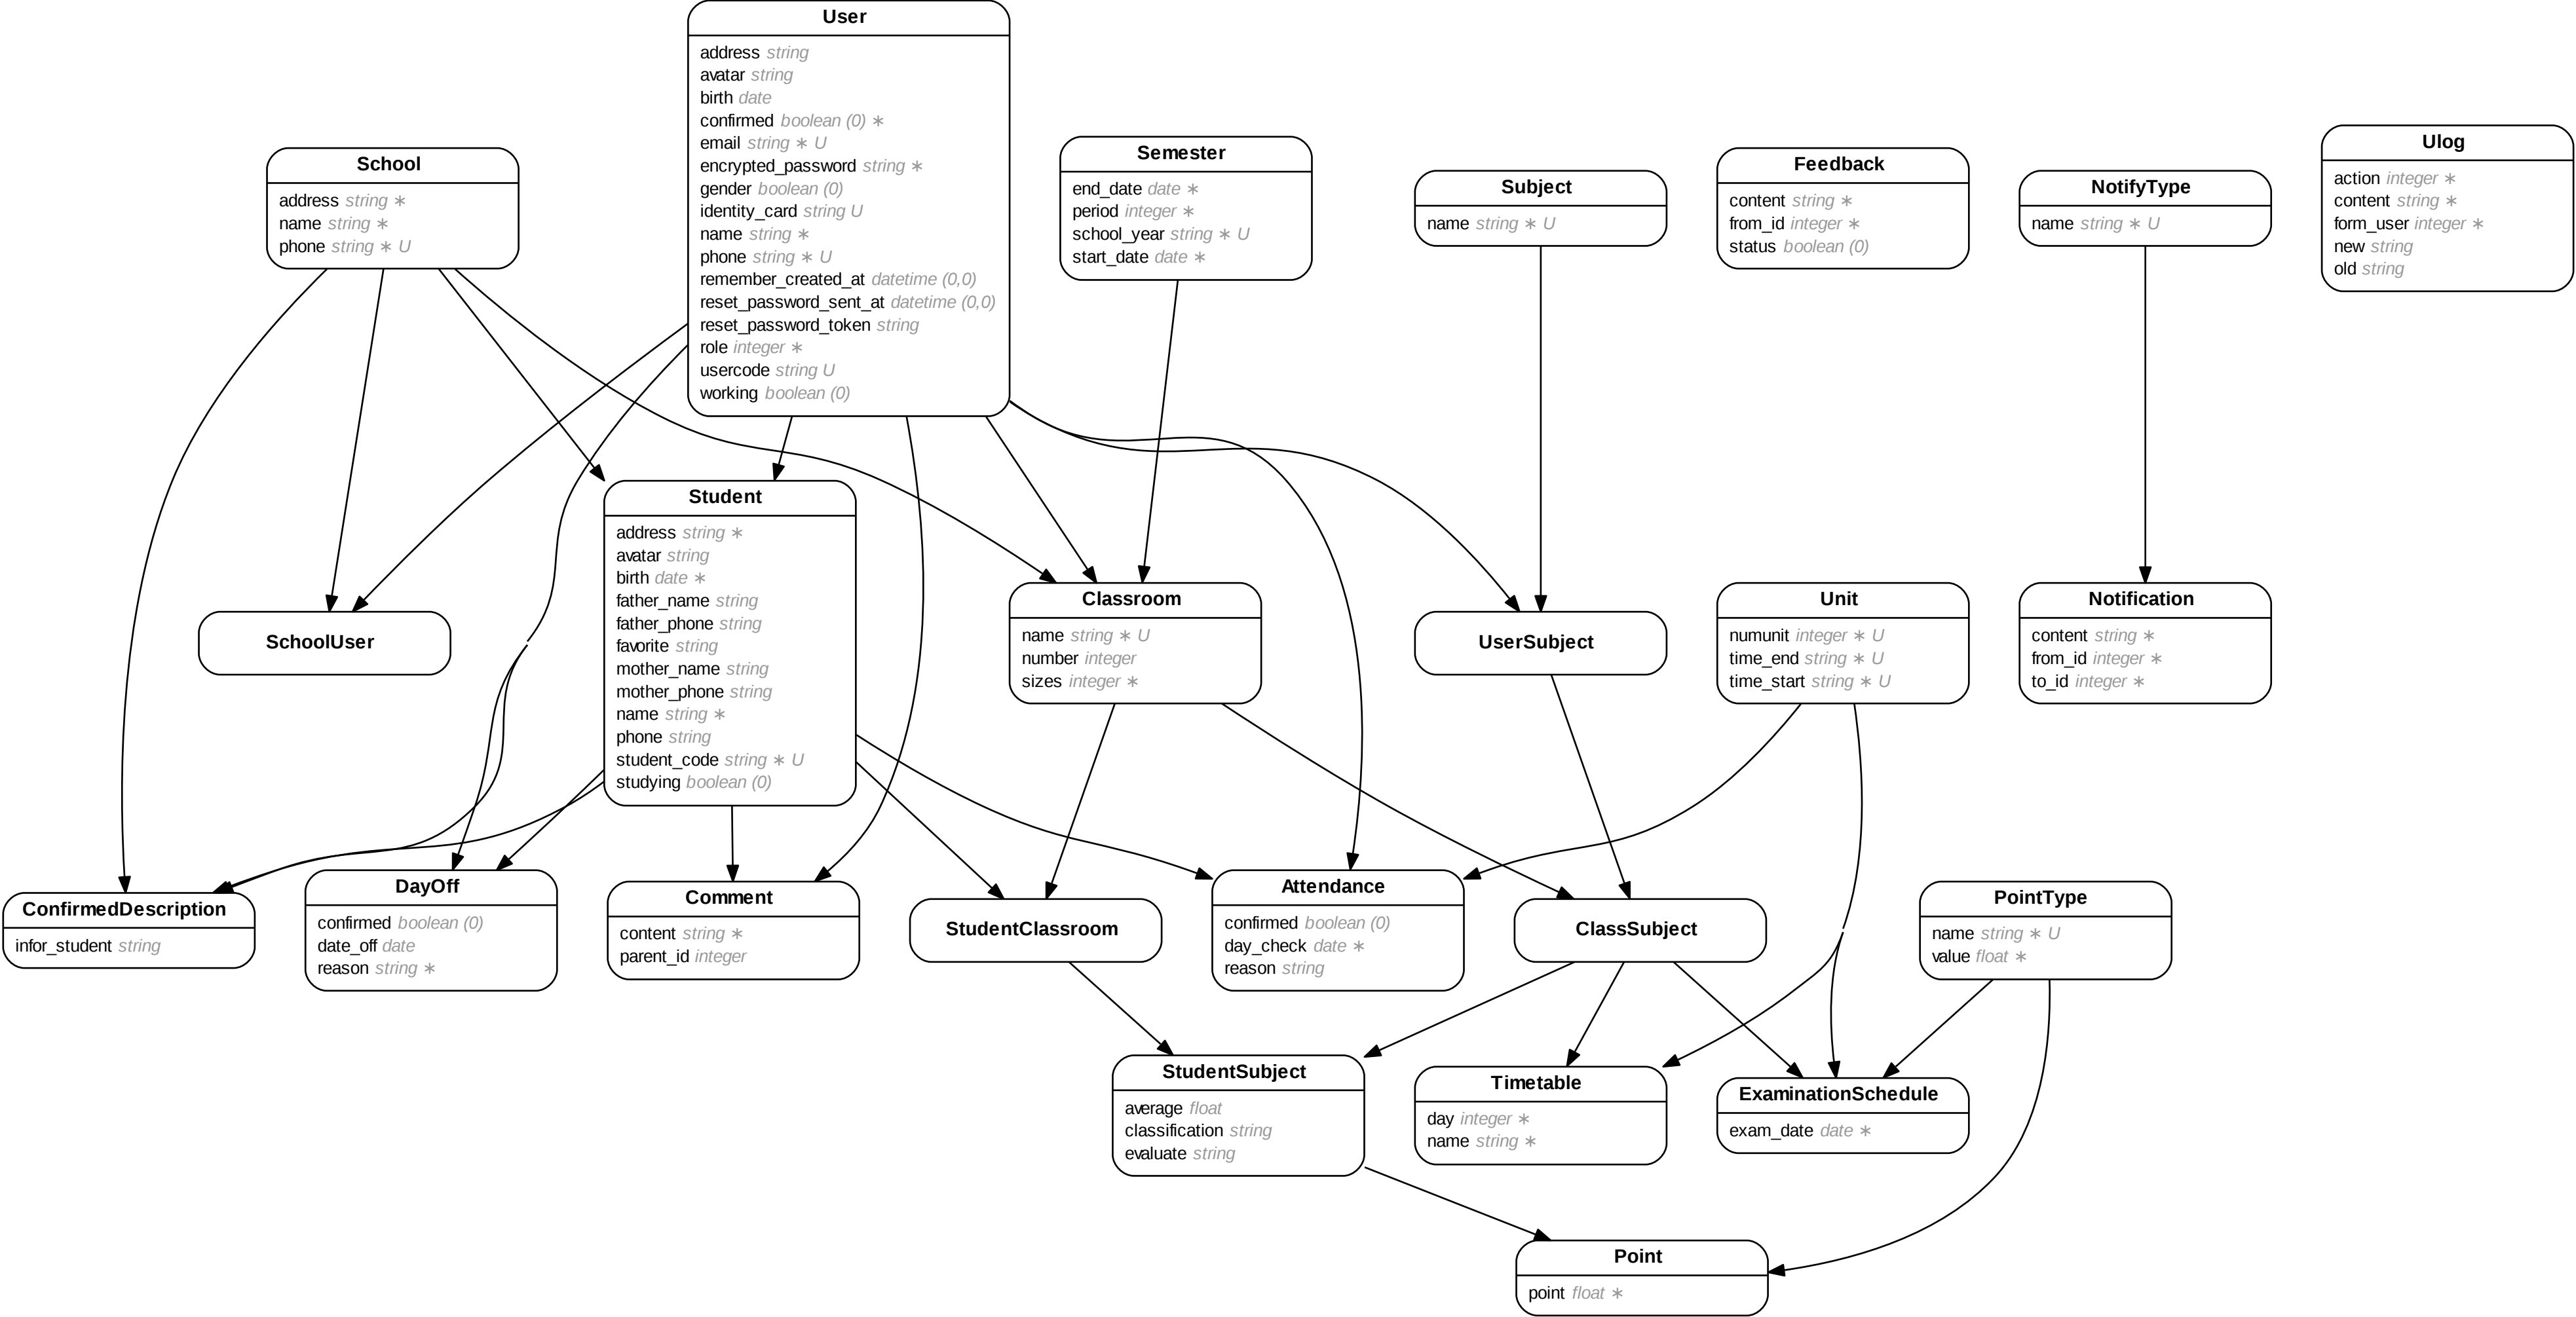 User
address string
avatar string
birth date
confirmed boolean (0) ∗
email string ∗ U
encrypted_password string ∗
gender boolean (0)
identity_card string U
name string ∗
phone string ∗ U
remember_created_at datetime (0,0)
reset_password_sent_at datetime (0,0)
reset_password_token string
role integer ∗
usercode string U
working boolean (0)
School
address string ∗
name string ∗
phone string ∗ U
Semester
end_date date ∗
period integer ∗
school_year string ∗ U
start_date date ∗
Subject
name string ∗ U
Feedback
content string ∗
from_id integer ∗
status boolean (0)
NotifyType
name string ∗ U
Ulog
action integer ∗
content string ∗
form_user integer ∗
new string
old string
Student
address string ∗
avatar string
birth date ∗
father_name string
father_phone string
favorite string
mother_name string
mother_phone string
name string ∗
phone string
student_code string ∗ U
studying boolean (0)
SchoolUser
Classroom
name string ∗ U
number integer
sizes integer ∗
UserSubject
Unit
numunit integer ∗ U
time_end string ∗ U
time_start string ∗ U
Notification
content string ∗
from_id integer ∗
to_id integer ∗
ConfirmedDescription
infor_student string
DayOff
confirmed boolean (0)
date_off date
reason string ∗
Comment
content string ∗
parent_id integer
StudentClassroom
Attendance
confirmed boolean (0)
day_check date ∗
reason string
ClassSubject
PointType
name string ∗ U
value float ∗
StudentSubject
average float
classification string
evaluate string
Timetable
day integer ∗
name string ∗
ExaminationSchedule
exam_date date ∗
Point
point float ∗